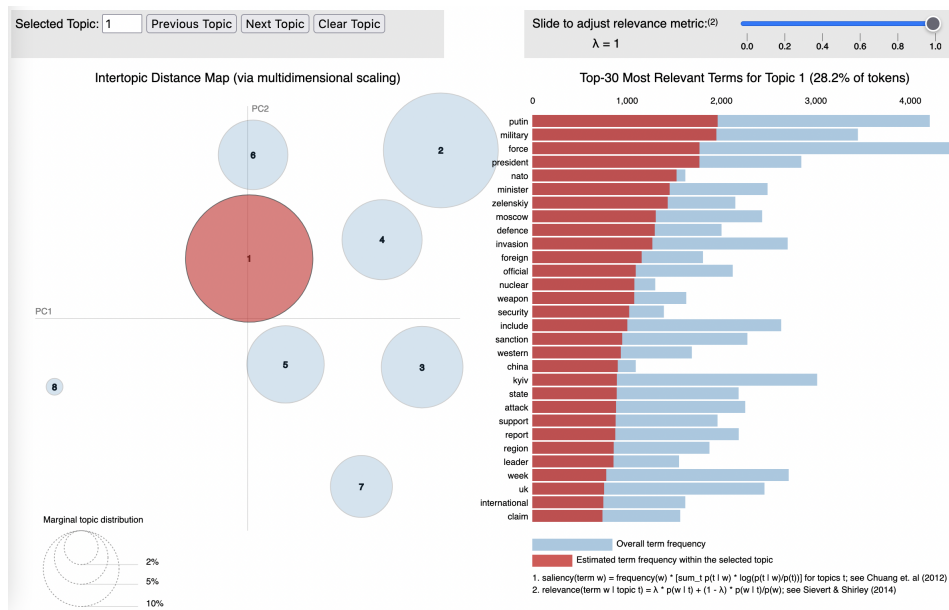 Selected Topic: 1 Previous Topic Next Topic Clear Topic
Slide to adjust relevance metric:(2)
λ = 1
0.0 0.2 0.4 0.6 0.8 1.0
Intertopic Distance Map (via multidimensional scaling)
PC2
PC1
6
2
4
1
5
3
8
7
Marginal topic distribution
2%
5%
10%
Top-30 Most Relevant Terms for Topic 1 (28.2% of tokens)
0 1,000 2,000 3,000 4,000
putin
military
force
president
nato
minister
zelenskiy
moscow
defence
invasion
foreign
official
nuclear
weapon
security
include
sanction
western
china
kyiv
state
attack
support
report
region
leader
week
uk
international
claim
Overall term frequency
Estimated term frequency within the selected topic
1. saliency(term w) = frequency(w) * [sum_t p(t | w) * log(p(t | w)/p(t))] for topics t; see Chuang et. al (2012)
2. relevance(term w | topic t) = λ * p(w | t) + (1 - λ) * p(w | t)/p(w); see Sievert & Shirley (2014)